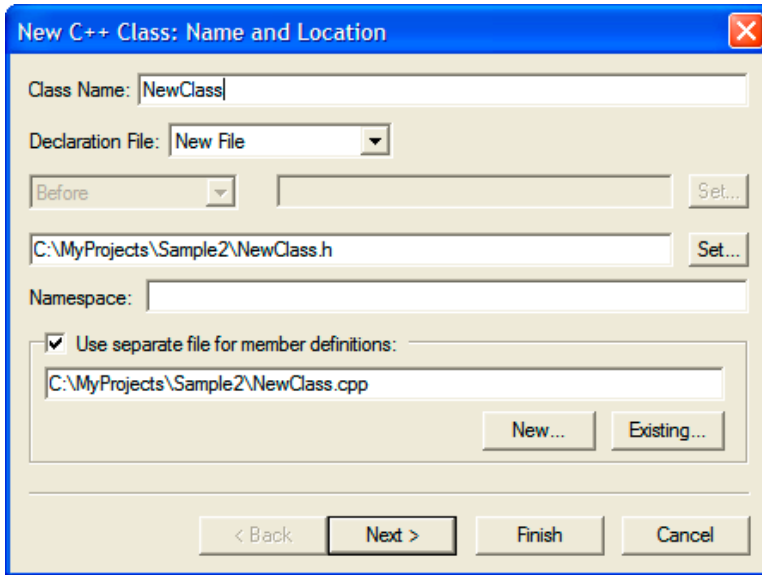 New C++ Class: Name and Location
Class Name: NewClass
Declaration File: New File
Before Set...
C:\MyProjects\Sample2\NewClass.h Set...
Namespace:
Use separate file for member definitions:
C:\MyProjects\Sample2\NewClass.cpp
New... Existing...
< Back Next > Finish Cancel